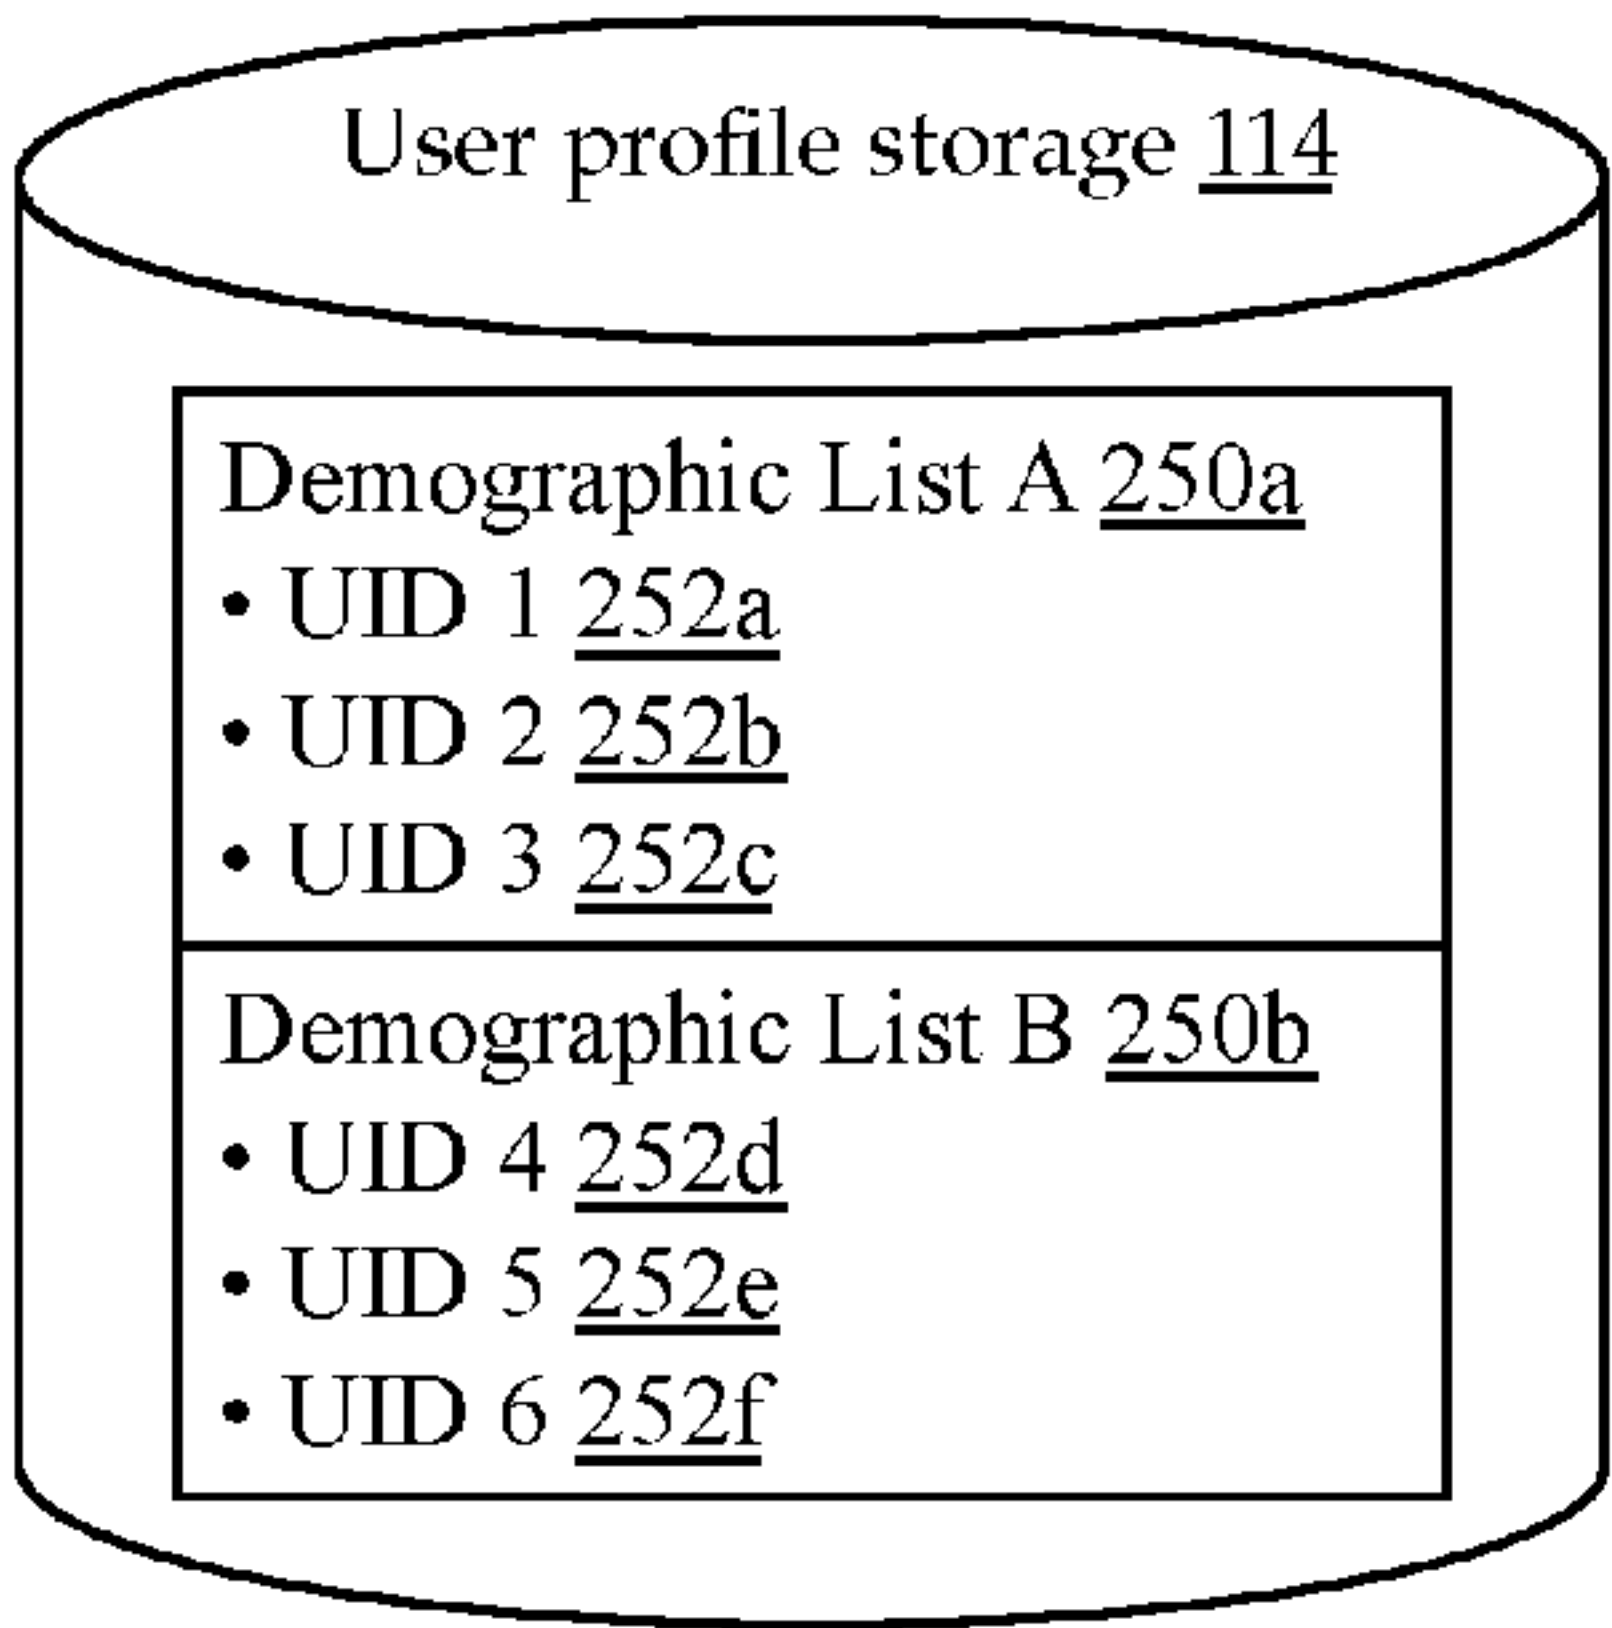 User profile storage 114
Demographic List A 250a
• UID 1 252a
• UID 2 252b
• UID 3 252c
Demographic List B 250b
• UID 4 252d
• UID 5 252e
• UID 6 252f